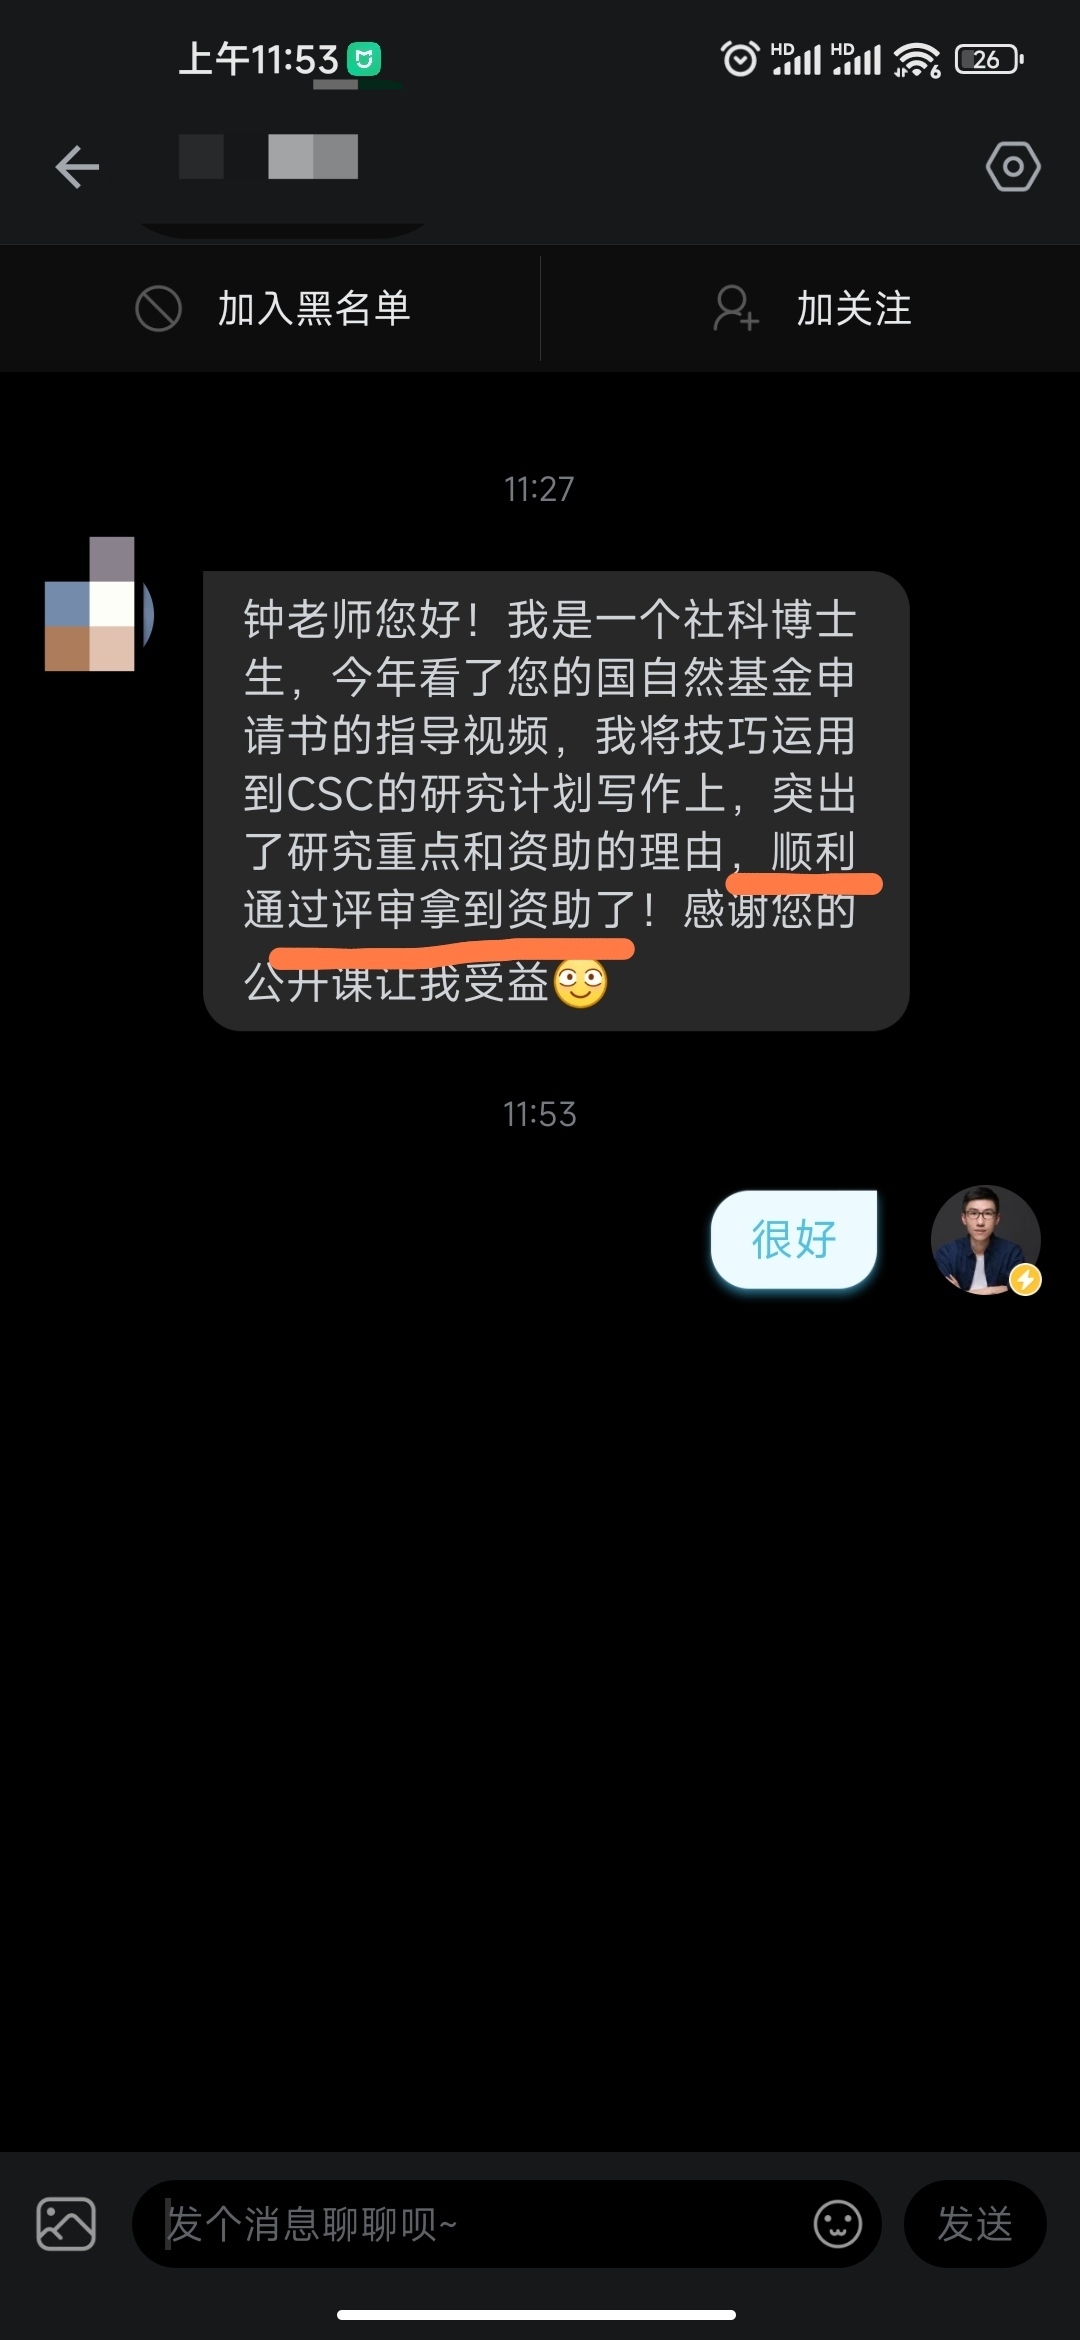 上午11:53
HD HD 6 26
加入黑名单 加关注
11:27
钟老师您好！我是一个社科博士
生，今年看了您的国自然基金申
请书的指导视频，我将技巧运用
到CSC的研究计划写作上，突出
了研究重点和资助的理由，顺利
通过评审拿到资助了！感谢您的
公开课让我受益
11:53
很好
发个消息聊聊呗~ 发送